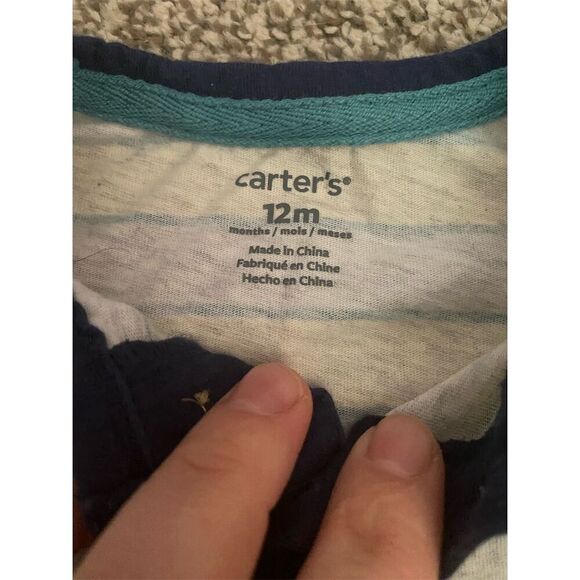 carter's®
12m
months / mois / meses
Made in China
Fabriqué en Chine
Hecho en China